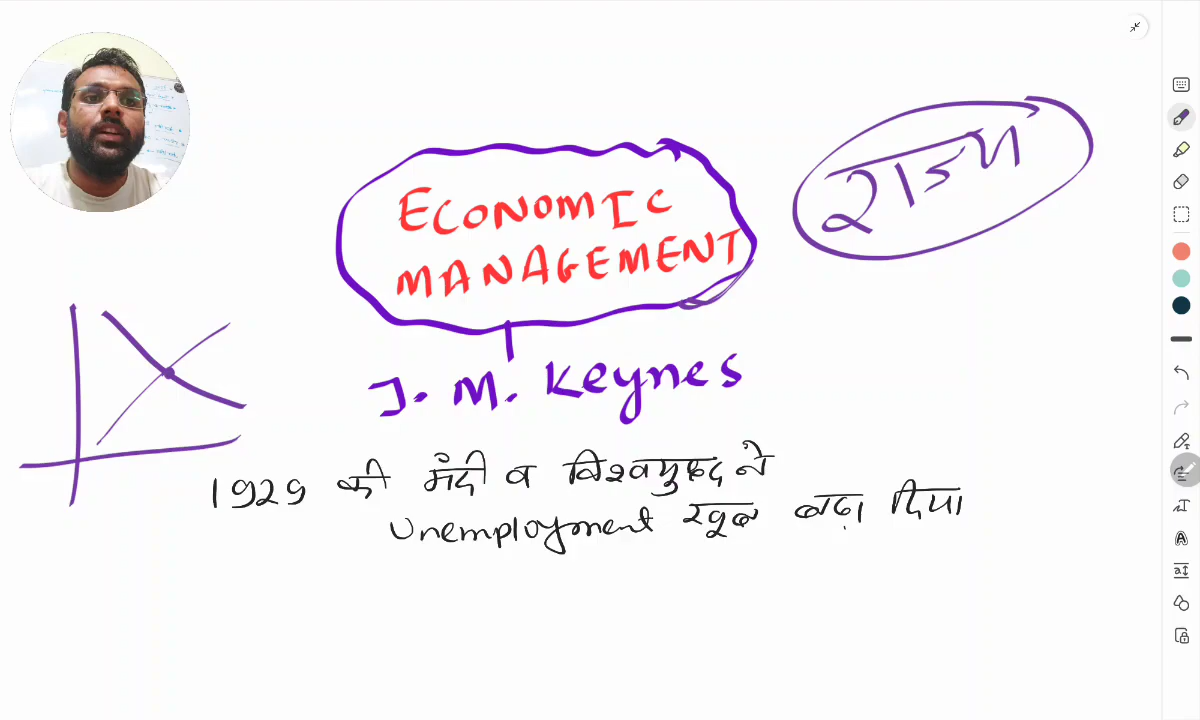 ECONOMIC
MANAGEMENT
राज्य
J. M. Keynes
1929 की मंदी व विश्वयुद्ध ने
Unemployment खूब बढ़ा दिया